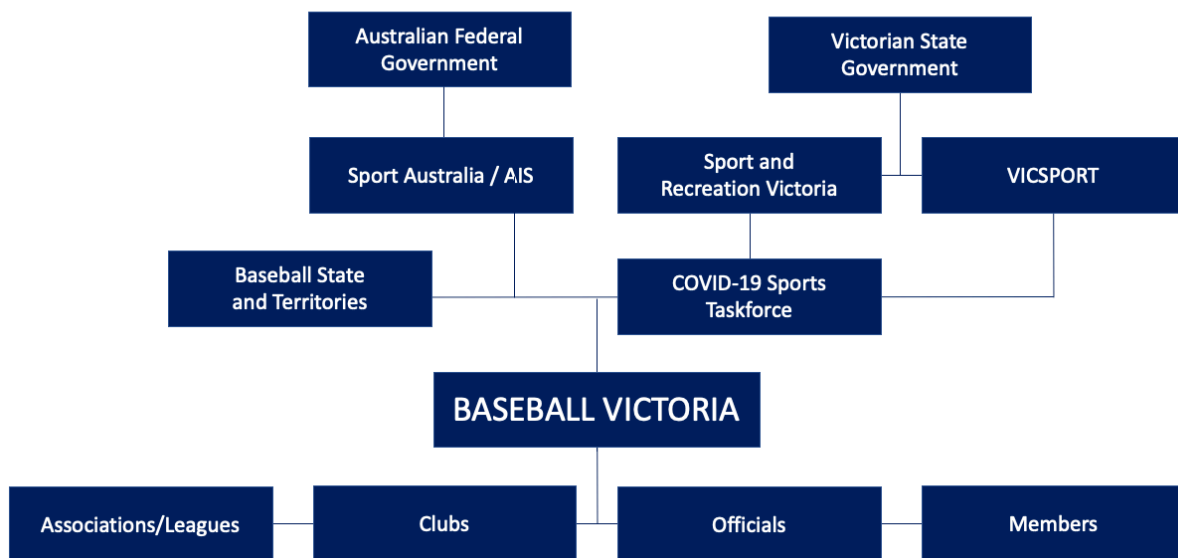 Australian Federal
Government
Victorian State
Government
Sport Australia / AIS
Sport and
Recreation Victoria
VICSPORT
Baseball State
and Territories
COVID-19 Sports
Taskforce
BASEBALL VICTORIA
Associations/Leagues
Clubs
Officials
Members